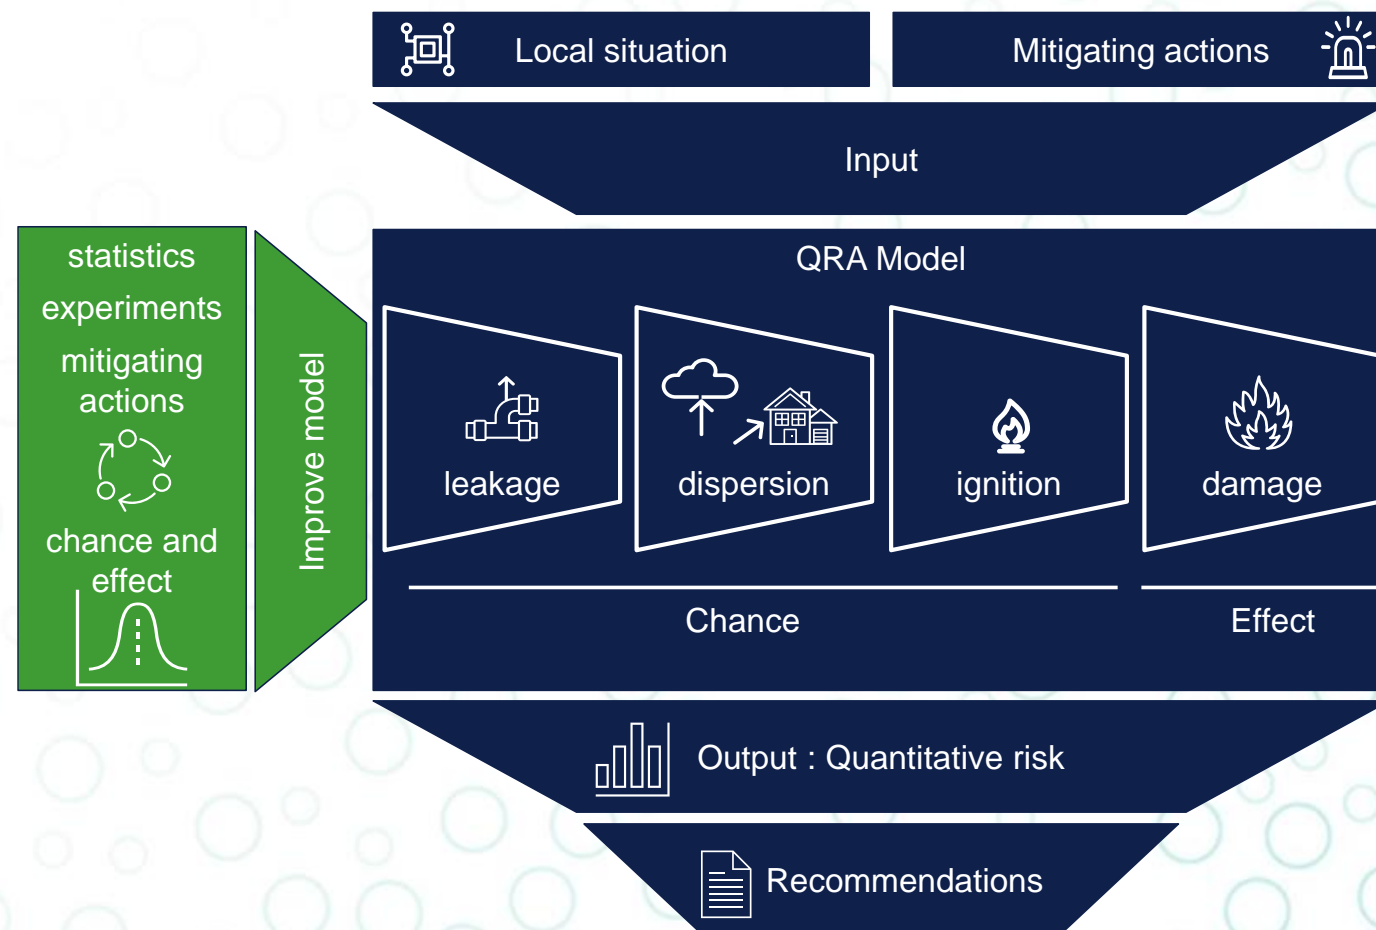 Local situation
Mitigating actions
Input
statistics
experiments
mitigating
actions
chance and
effect
Improve model
QRA Model
leakage
dispersion
ignition
damage
Chance
Effect
Output : Quantitative risk
Recommendations